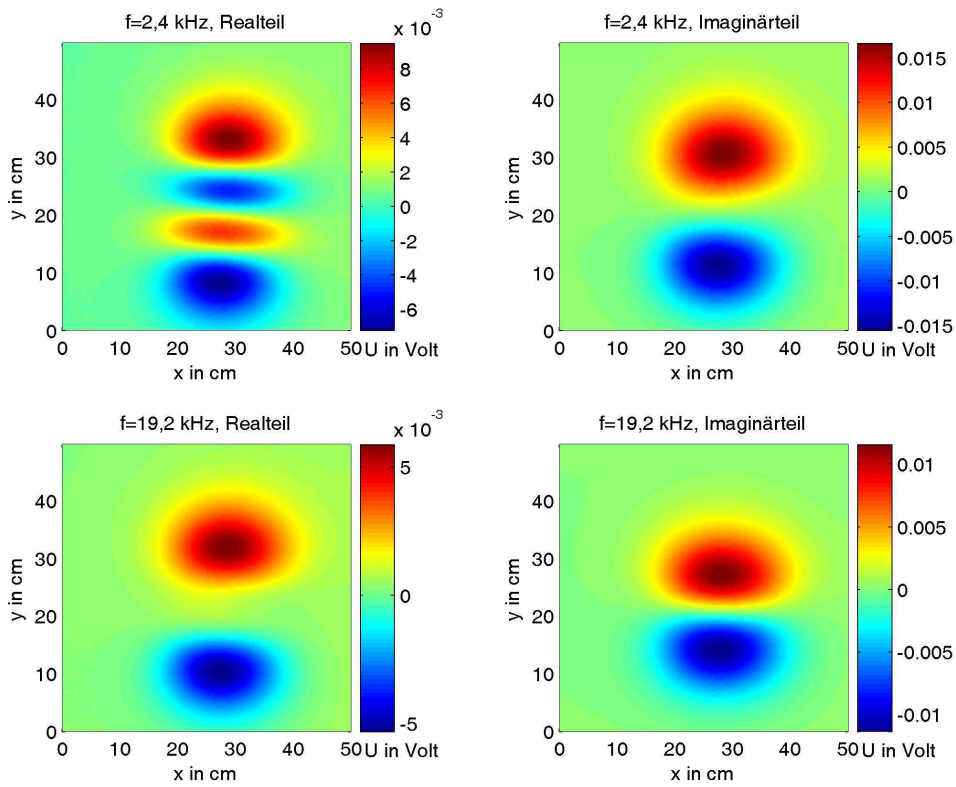 f=2,4 kHz, Realteil
x 10
-3
8
6
4
2
0
-2
-4
-6
U in Volt
y in cm
40
30
20
10
0
0 10 20 30 40 50
x in cm
f=2,4 kHz, Imaginärteil
0.015
0.01
0.005
0
-0.005
-0.01
-0.015
U in Volt
y in cm
40
30
20
10
0
0 10 20 30 40 50
x in cm
f=19,2 kHz, Realteil
x 10
-3
5
0
-5
U in Volt
y in cm
40
30
20
10
0
0 10 20 30 40 50
x in cm
f=19,2 kHz, Imaginärteil
0.01
0.005
0
-0.005
-0.01
U in Volt
y in cm
40
30
20
10
0
0 10 20 30 40 50
x in cm